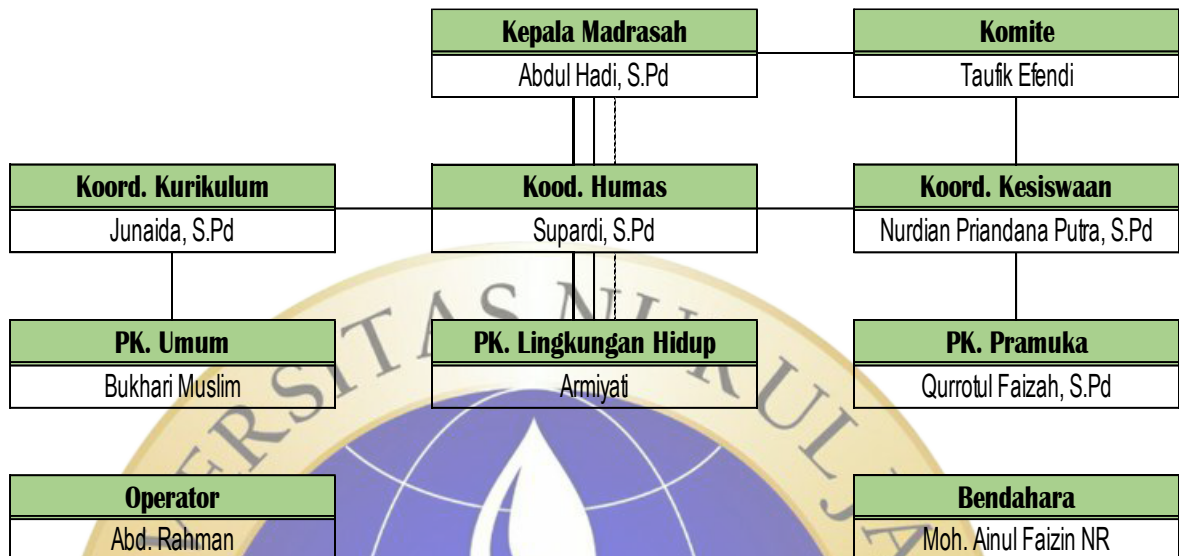 Kepala Madrasah
Abdul Hadi, S.Pd
Komite
Taufik Efendi
Koord. Kurikulum
Junaida, S.Pd
Kood. Humas
Supardi, S.Pd
Koord. Kesiswaan
Nurdian Priandana Putra, S.Pd
PK. Umum
Bukhari Muslim
PK. Lingkungan Hidup
Armiyati
PK. Pramuka
Qurrotul Faizah, S.Pd
Operator
Abd. Rahman
Bendahara
Moh. Ainul Faizin NR